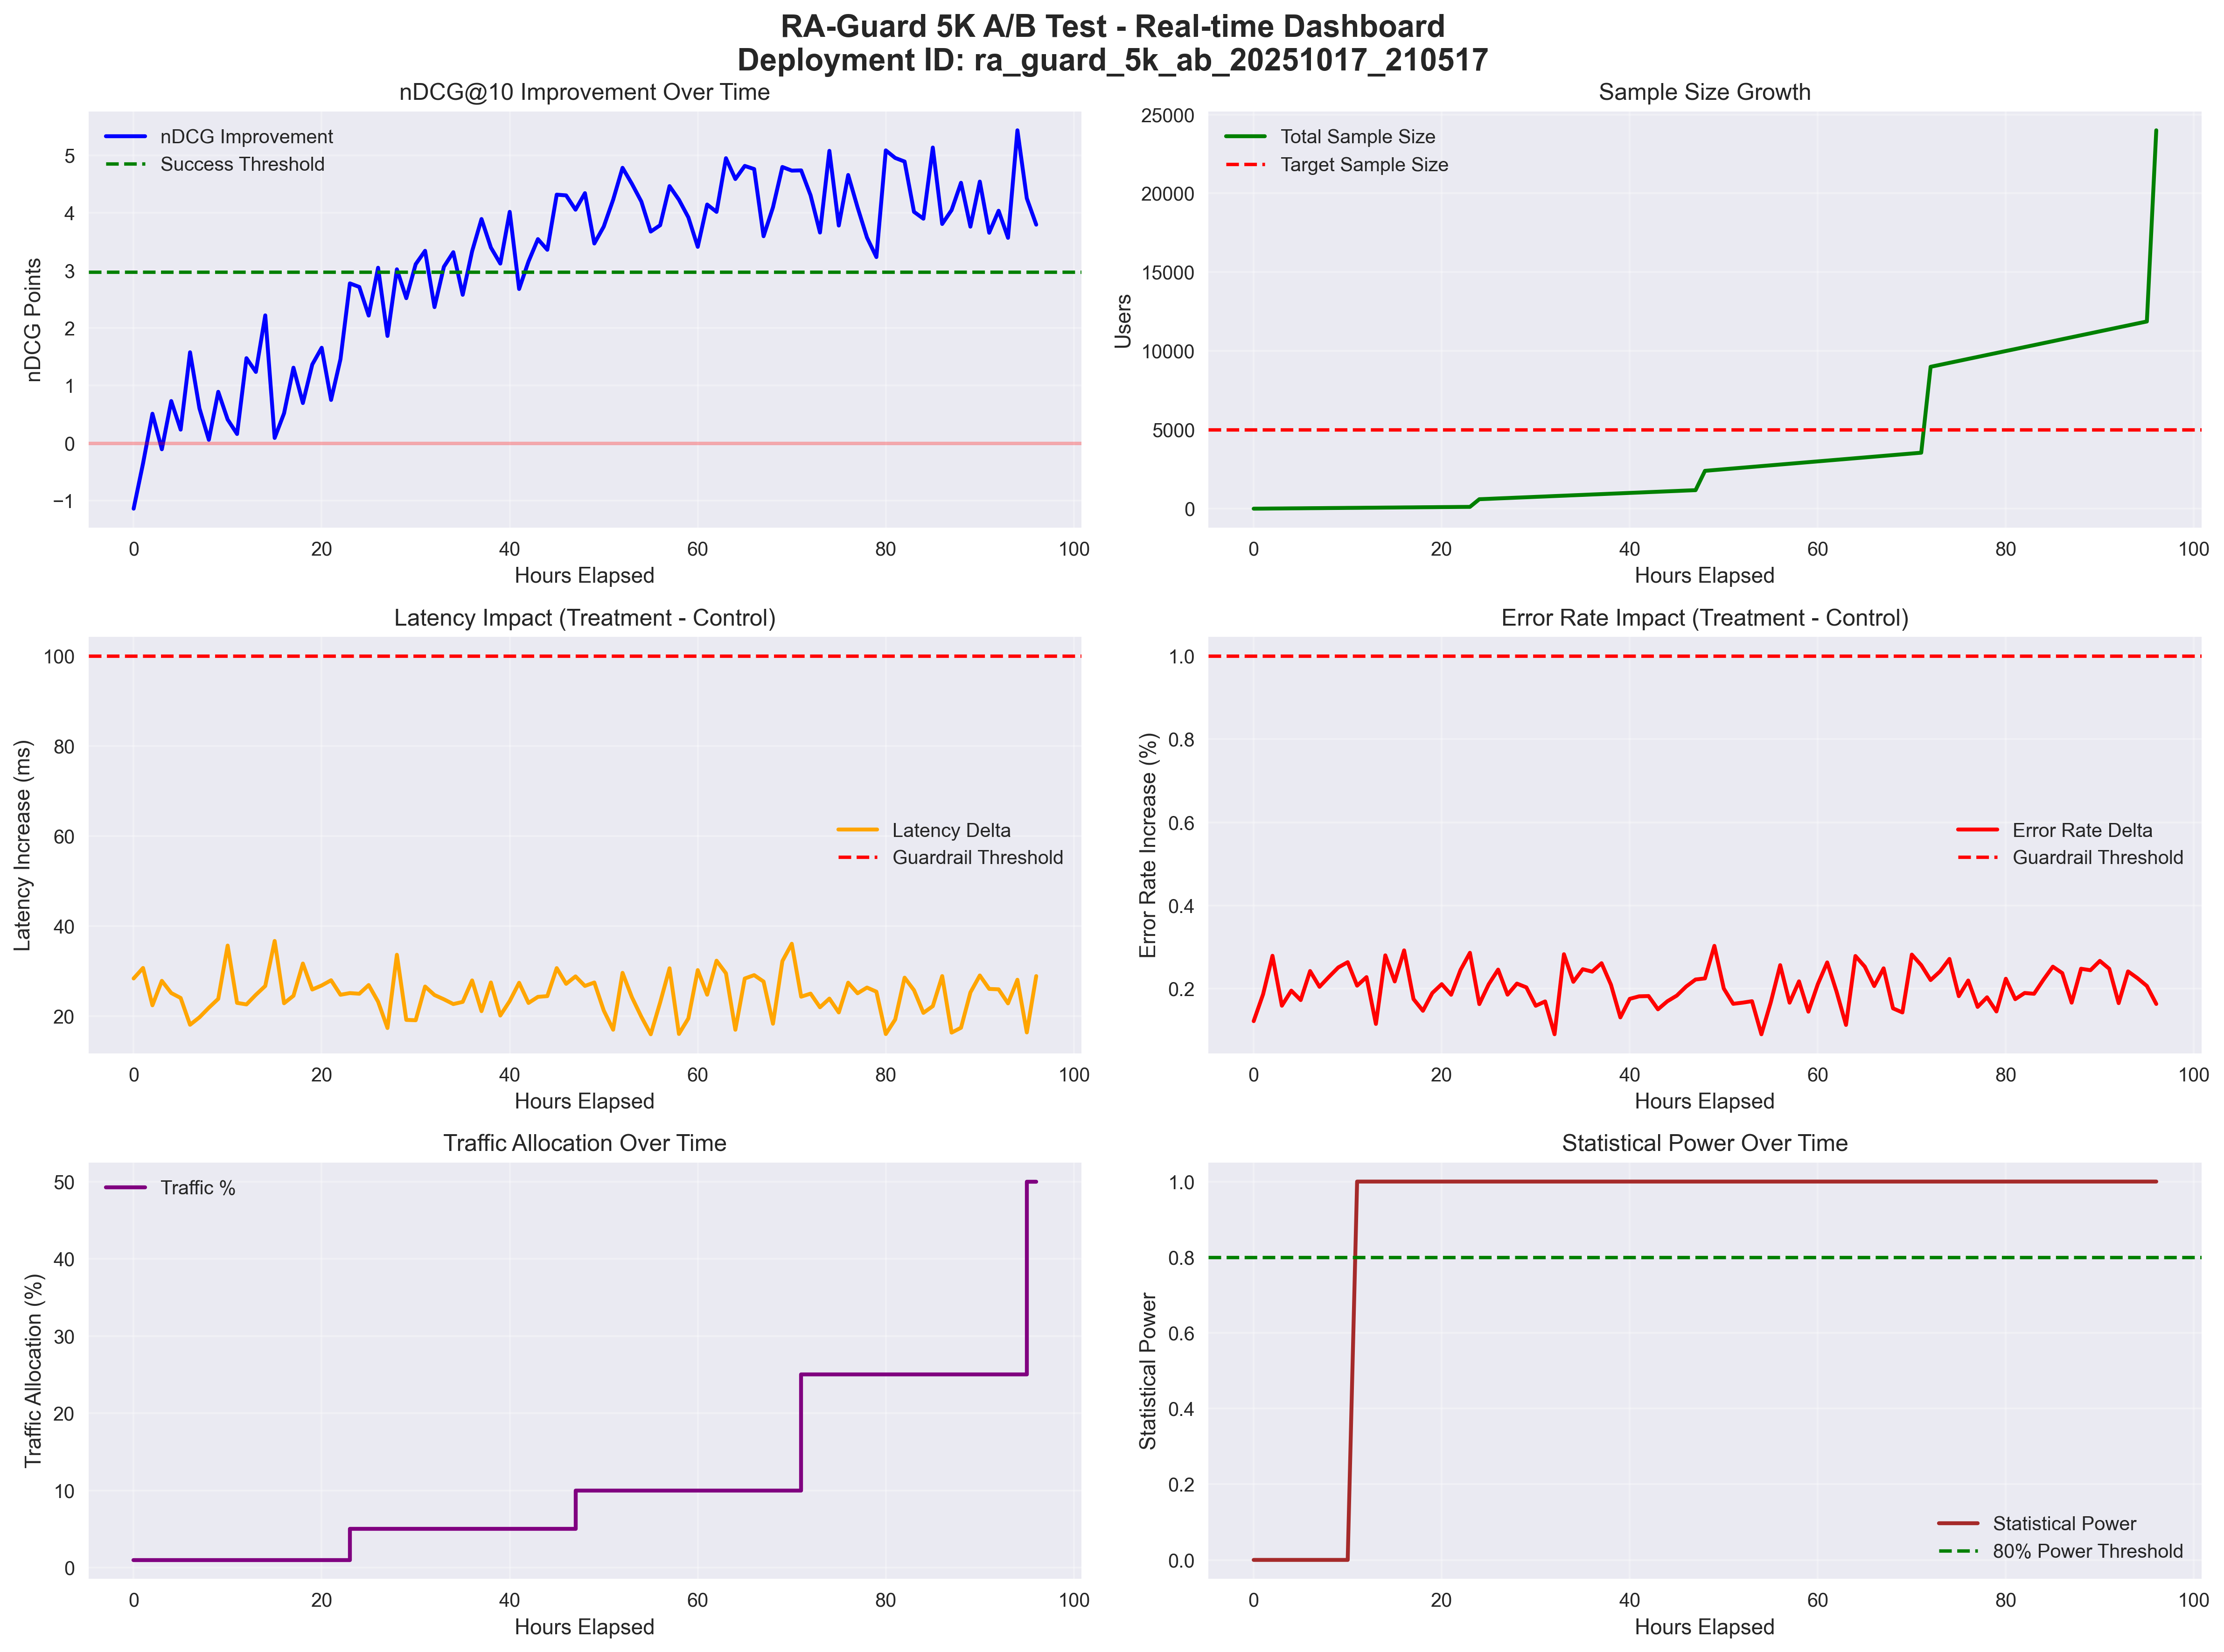 RA-Guard 5K A/B Test - Real-time Dashboard
Deployment ID: ra_guard_5k_ab_20251017_210517
nDCG@10 Improvement Over Time
nDCG Improvement
Success Threshold
nDCG Points
5
4
3
2
1
0
−1
0 20 40 60 80 100
Hours Elapsed
Sample Size Growth
Total Sample Size
Target Sample Size
Users
25000
20000
15000
10000
5000
0
0 20 40 60 80 100
Hours Elapsed
Latency Impact (Treatment - Control)
Latency Delta
Guardrail Threshold
Latency Increase (ms)
100
80
60
40
20
0 20 40 60 80 100
Hours Elapsed
Error Rate Impact (Treatment - Control)
Error Rate Delta
Guardrail Threshold
Error Rate Increase (%)
1.0
0.8
0.6
0.4
0.2
0 20 40 60 80 100
Hours Elapsed
Traffic Allocation Over Time
Traffic %
Traffic Allocation (%)
50
40
30
20
10
0
0 20 40 60 80 100
Hours Elapsed
Statistical Power Over Time
Statistical Power
80% Power Threshold
Statistical Power
1.0
0.8
0.6
0.4
0.2
0.0
0 20 40 60 80 100
Hours Elapsed